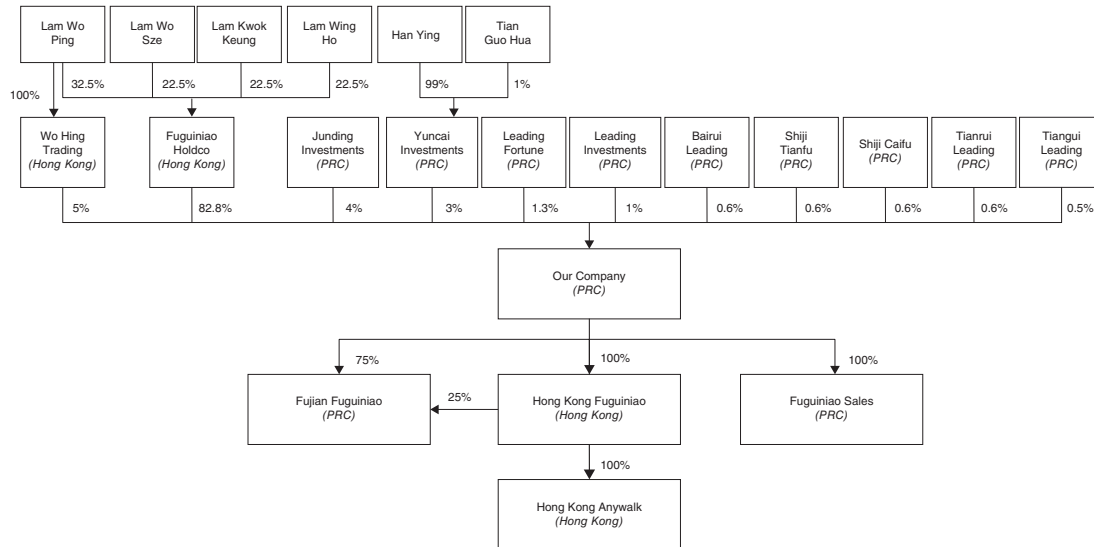 Lam Wo
Ping
Lam Wo
Sze
Lam Kwok
Keung
Lam Wing
Ho
Han Ying
Tian
Guo Hua
100%
32.5%
22.5%
22.5%
22.5%
99%
1%
Wo Hing
Trading
(Hong Kong)
Fuguiniao
Holdco
(Hong Kong)
Junding
Investments
(PRC)
Yuncai
Investments
(PRC)
Leading
Fortune
(PRC)
Leading
Investments
(PRC)
Bairui
Leading
(PRC)
Shiji
Tianfu
(PRC)
Shiji Caifu
(PRC)
Tianrui
Leading
(PRC)
Tiangui
Leading
(PRC)
5%
82.8%
4%
3%
1.3%
1%
0.6%
0.6%
0.6%
0.6%
0.5%
Our Company
(PRC)
75%
100%
100%
Fujian Fuguiniao
(PRC)
25%
Hong Kong Fuguiniao
(Hong Kong)
Fuguiniao Sales
(PRC)
100%
Hong Kong Anywalk
(Hong Kong)